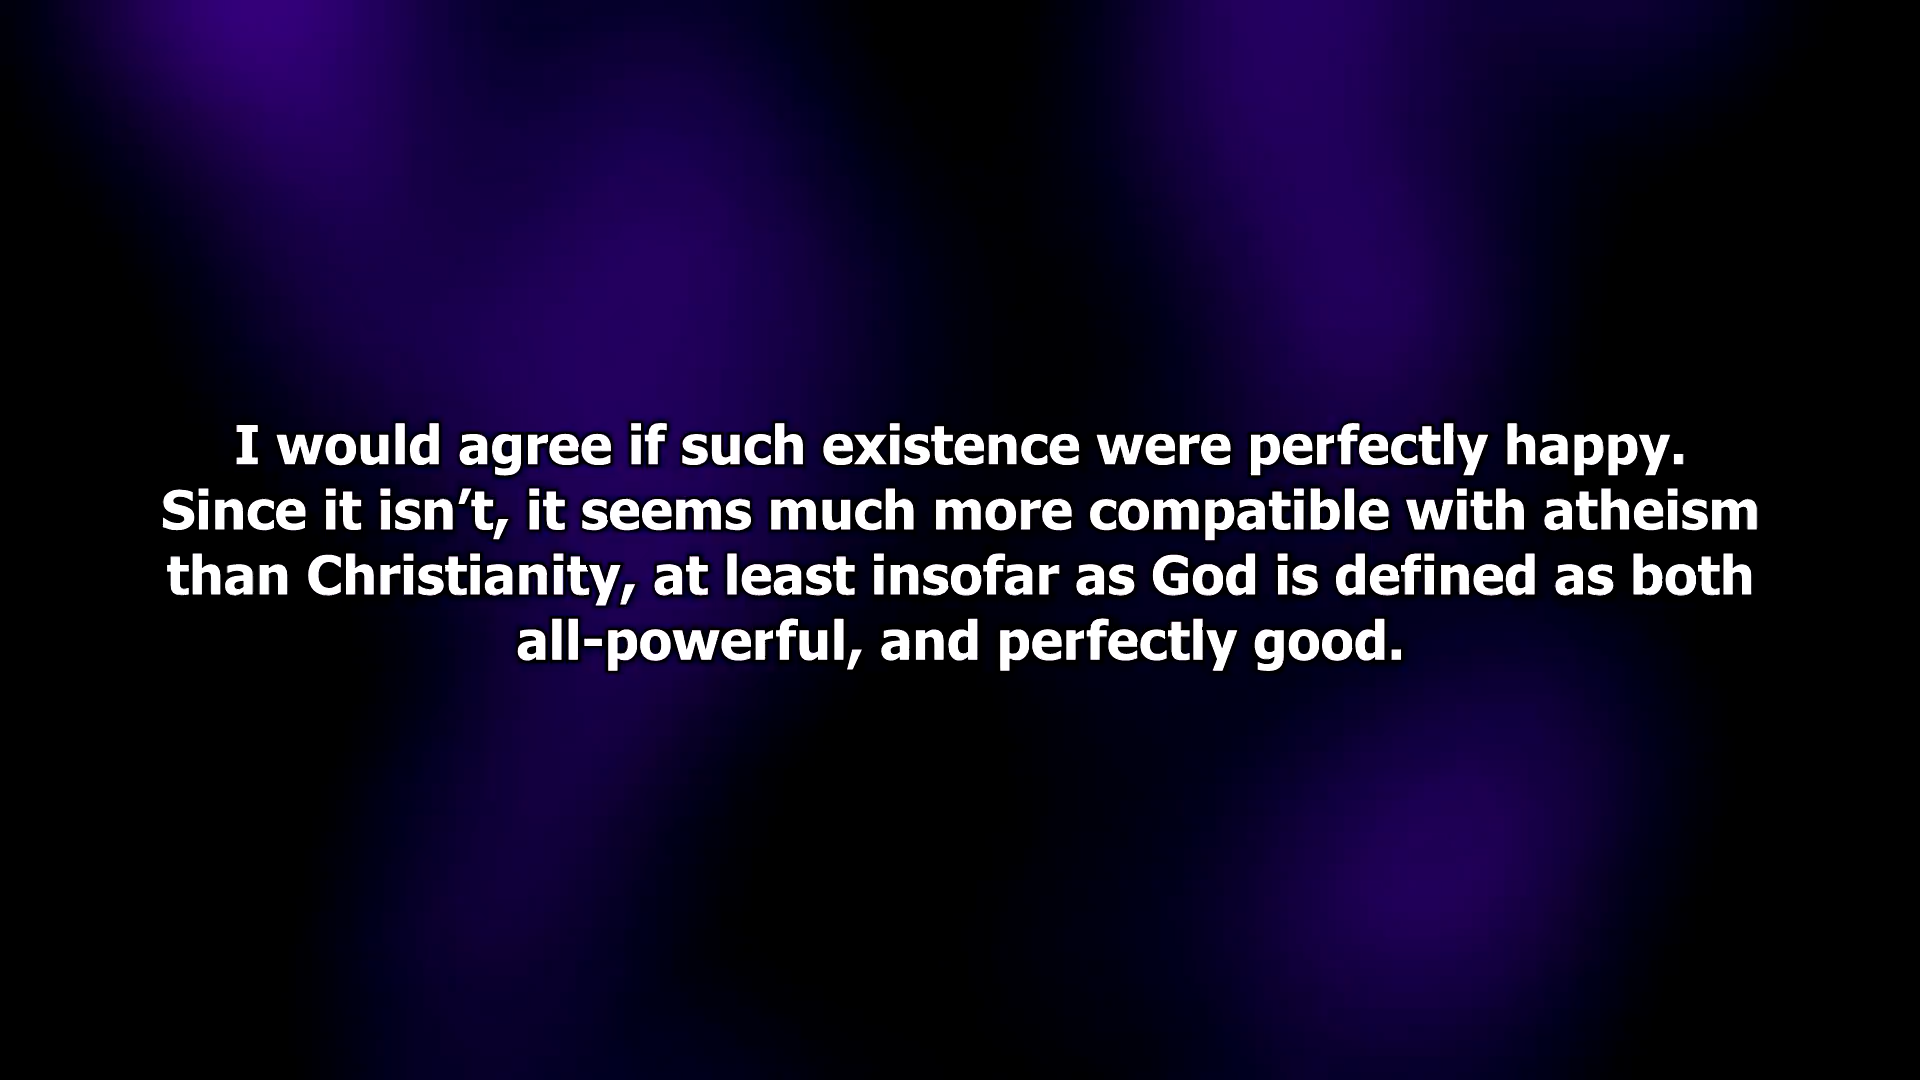 I would agree if such existence were perfectly happy.
Since it isn’t, it seems much more compatible with atheism
than Christianity, at least insofar as God is defined as both
all-powerful, and perfectly good.